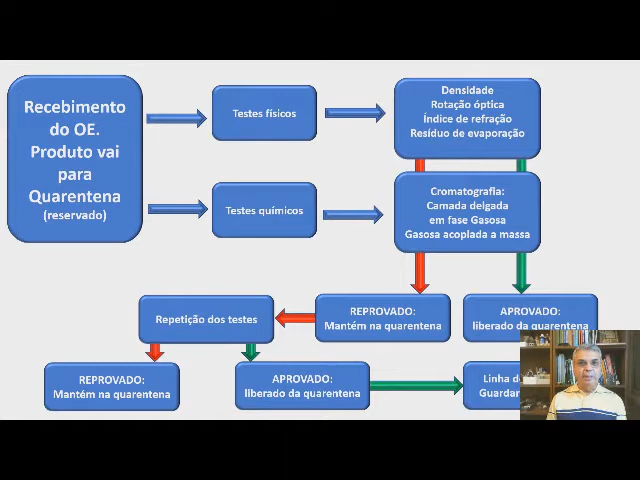 Recebimento
do OE.
Produto vai
para
Quarentena
(reservado)
Testes físicos
Densidade
Rotação óptica
Índice de refração
Resíduo de evaporação
Testes químicos
Cromatografia:
Camada delgada
em fase Gasosa
Gasosa acoplada a massa
Repetição dos testes
REPROVADO:
Mantém na quarentena
APROVADO:
liberado da quarentena
REPROVADO:
Mantém na quarentena
APROVADO:
liberado da quarentena
Linha